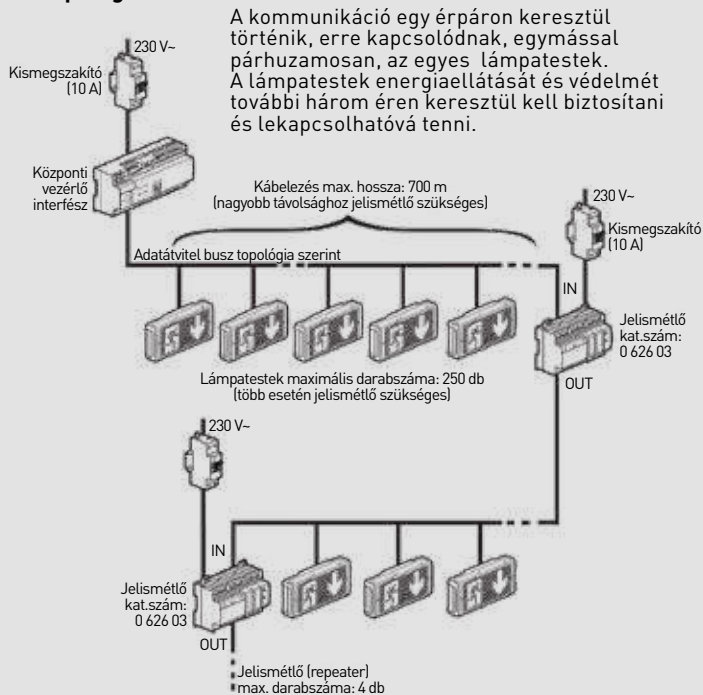 A kommunikáció egy érpáron keresztül
történik, erre kapcsolódnak, egymással
párhuzamosan, az egyes lámpatestek.
A lámpatestek energiaellátását és védelmét
további három éren keresztül kell biztosítani
és lekapcsolhatóvá tenni.
230 V~
Kismegszakító
(10 A)
Központi
vezérlő
interfész
Kábelezés max. hossza: 700 m
(nagyobb távolsághoz jelismétlő szükséges)
230 V~
Kismegszakító
(10 A)
Adatátvitel busz topológia szerint
IN
Jelismétlő
kat.szám:
0 626 03
OUT
Lámpatestek maximális darabszáma: 250 db
(több esetén jelismétlő szükséges)
230 V~
IN
Jelismétlő
kat.szám:
0 626 03
OUT
Jelismétlő (repeater)
max. darabszáma: 4 db